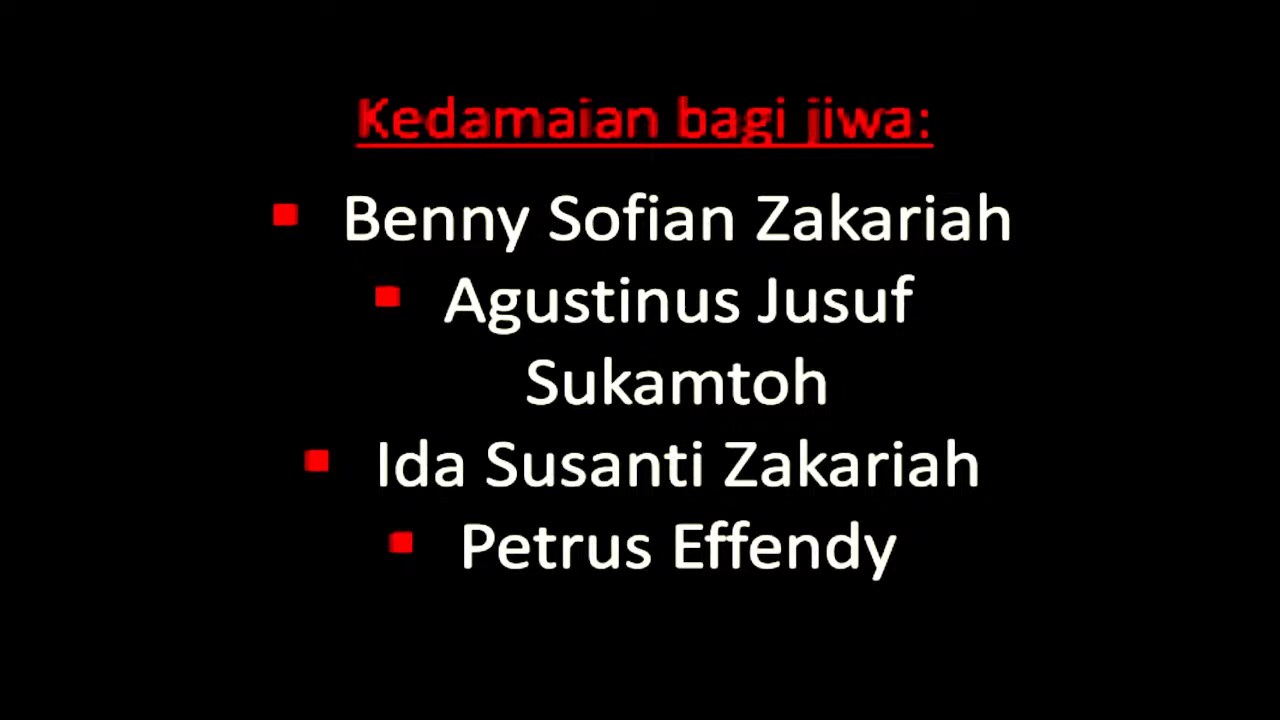 Kedamaian bagi jiwa:
▪ Benny Sofian Zakariah
▪ Agustinus Jusuf
Sukamtoh
▪ Ida Susanti Zakariah
▪ Petrus Effendy